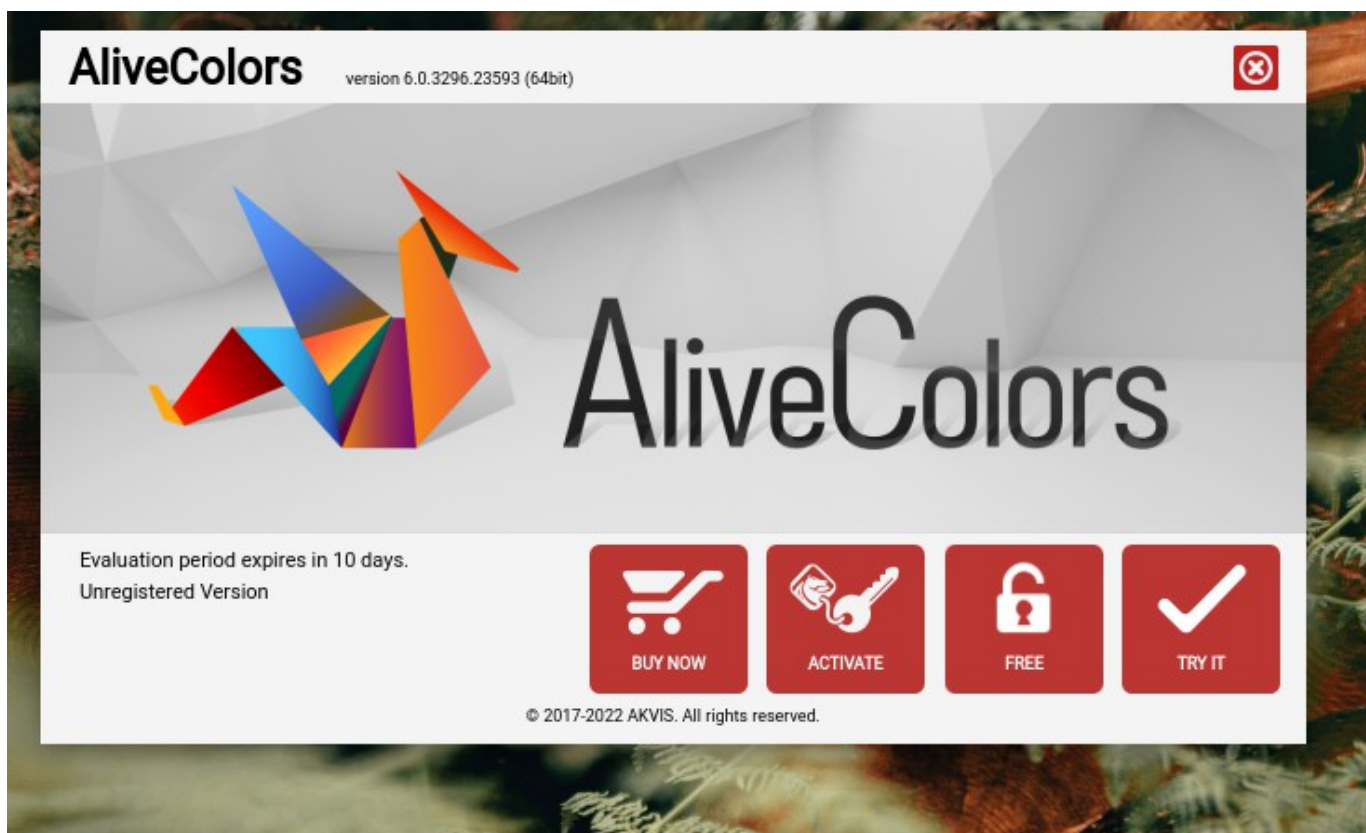 AliveColors version 6.0.3296.23593 (64bit)
AliveColors
Evaluation period expires in 10 days.
Unregistered Version
BUY NOW
ACTIVATE
FREE
TRY IT
© 2017-2022 AKVIS. All rights reserved.